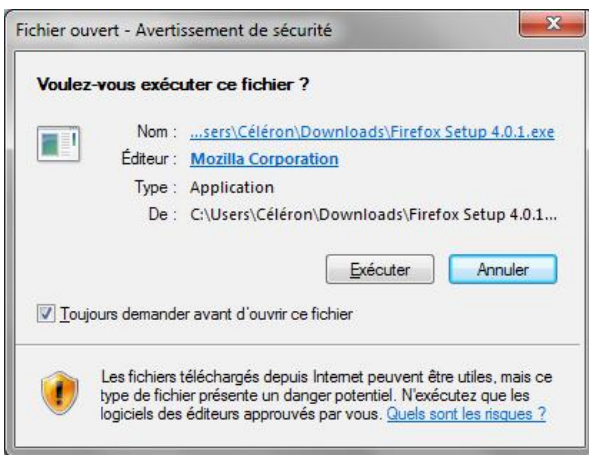 Fichier ouvert - Avertissement de sécurité
Voulez-vous exécuter ce fichier ?
Nom : ...sers\Céléron\Downloads\Firefox Setup 4.0.1.exe
Éditeur : Mozilla Corporation
Type : Application
De : C:\Users\Céléron\Downloads\Firefox Setup 4.0.1...
Exécuter Annuler
Toujours demander avant d'ouvrir ce fichier
Les fichiers téléchargés depuis Internet peuvent être utiles, mais ce
type de fichier présente un danger potentiel. N'exécutez que les
logiciels des éditeurs approuvés par vous. Quels sont les risques ?